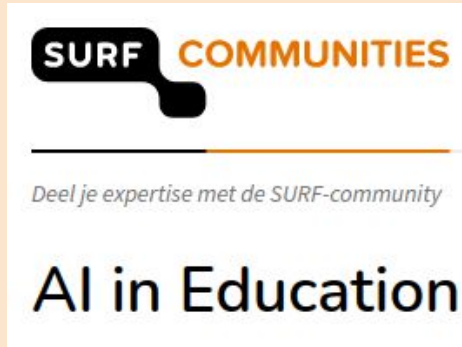 SURF COMMUNITIES
Deel je expertise met de SURF-community
AI in Education